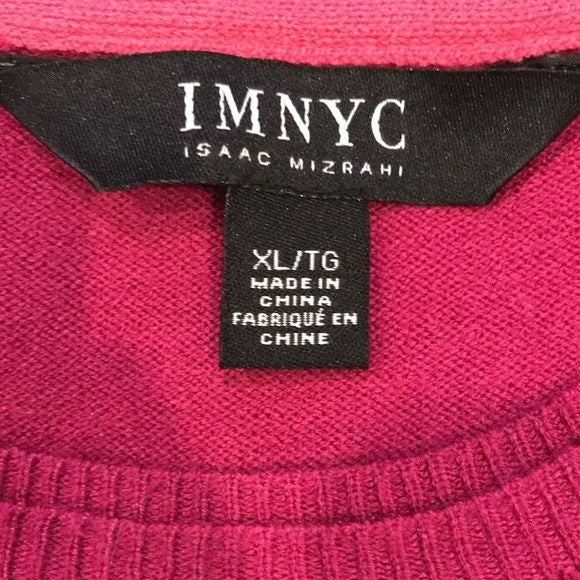 IMNYC
ISAAC MIZRAHI
XL/TG
MADE IN
CHINA
FABRIQUÉ EN
CHINE